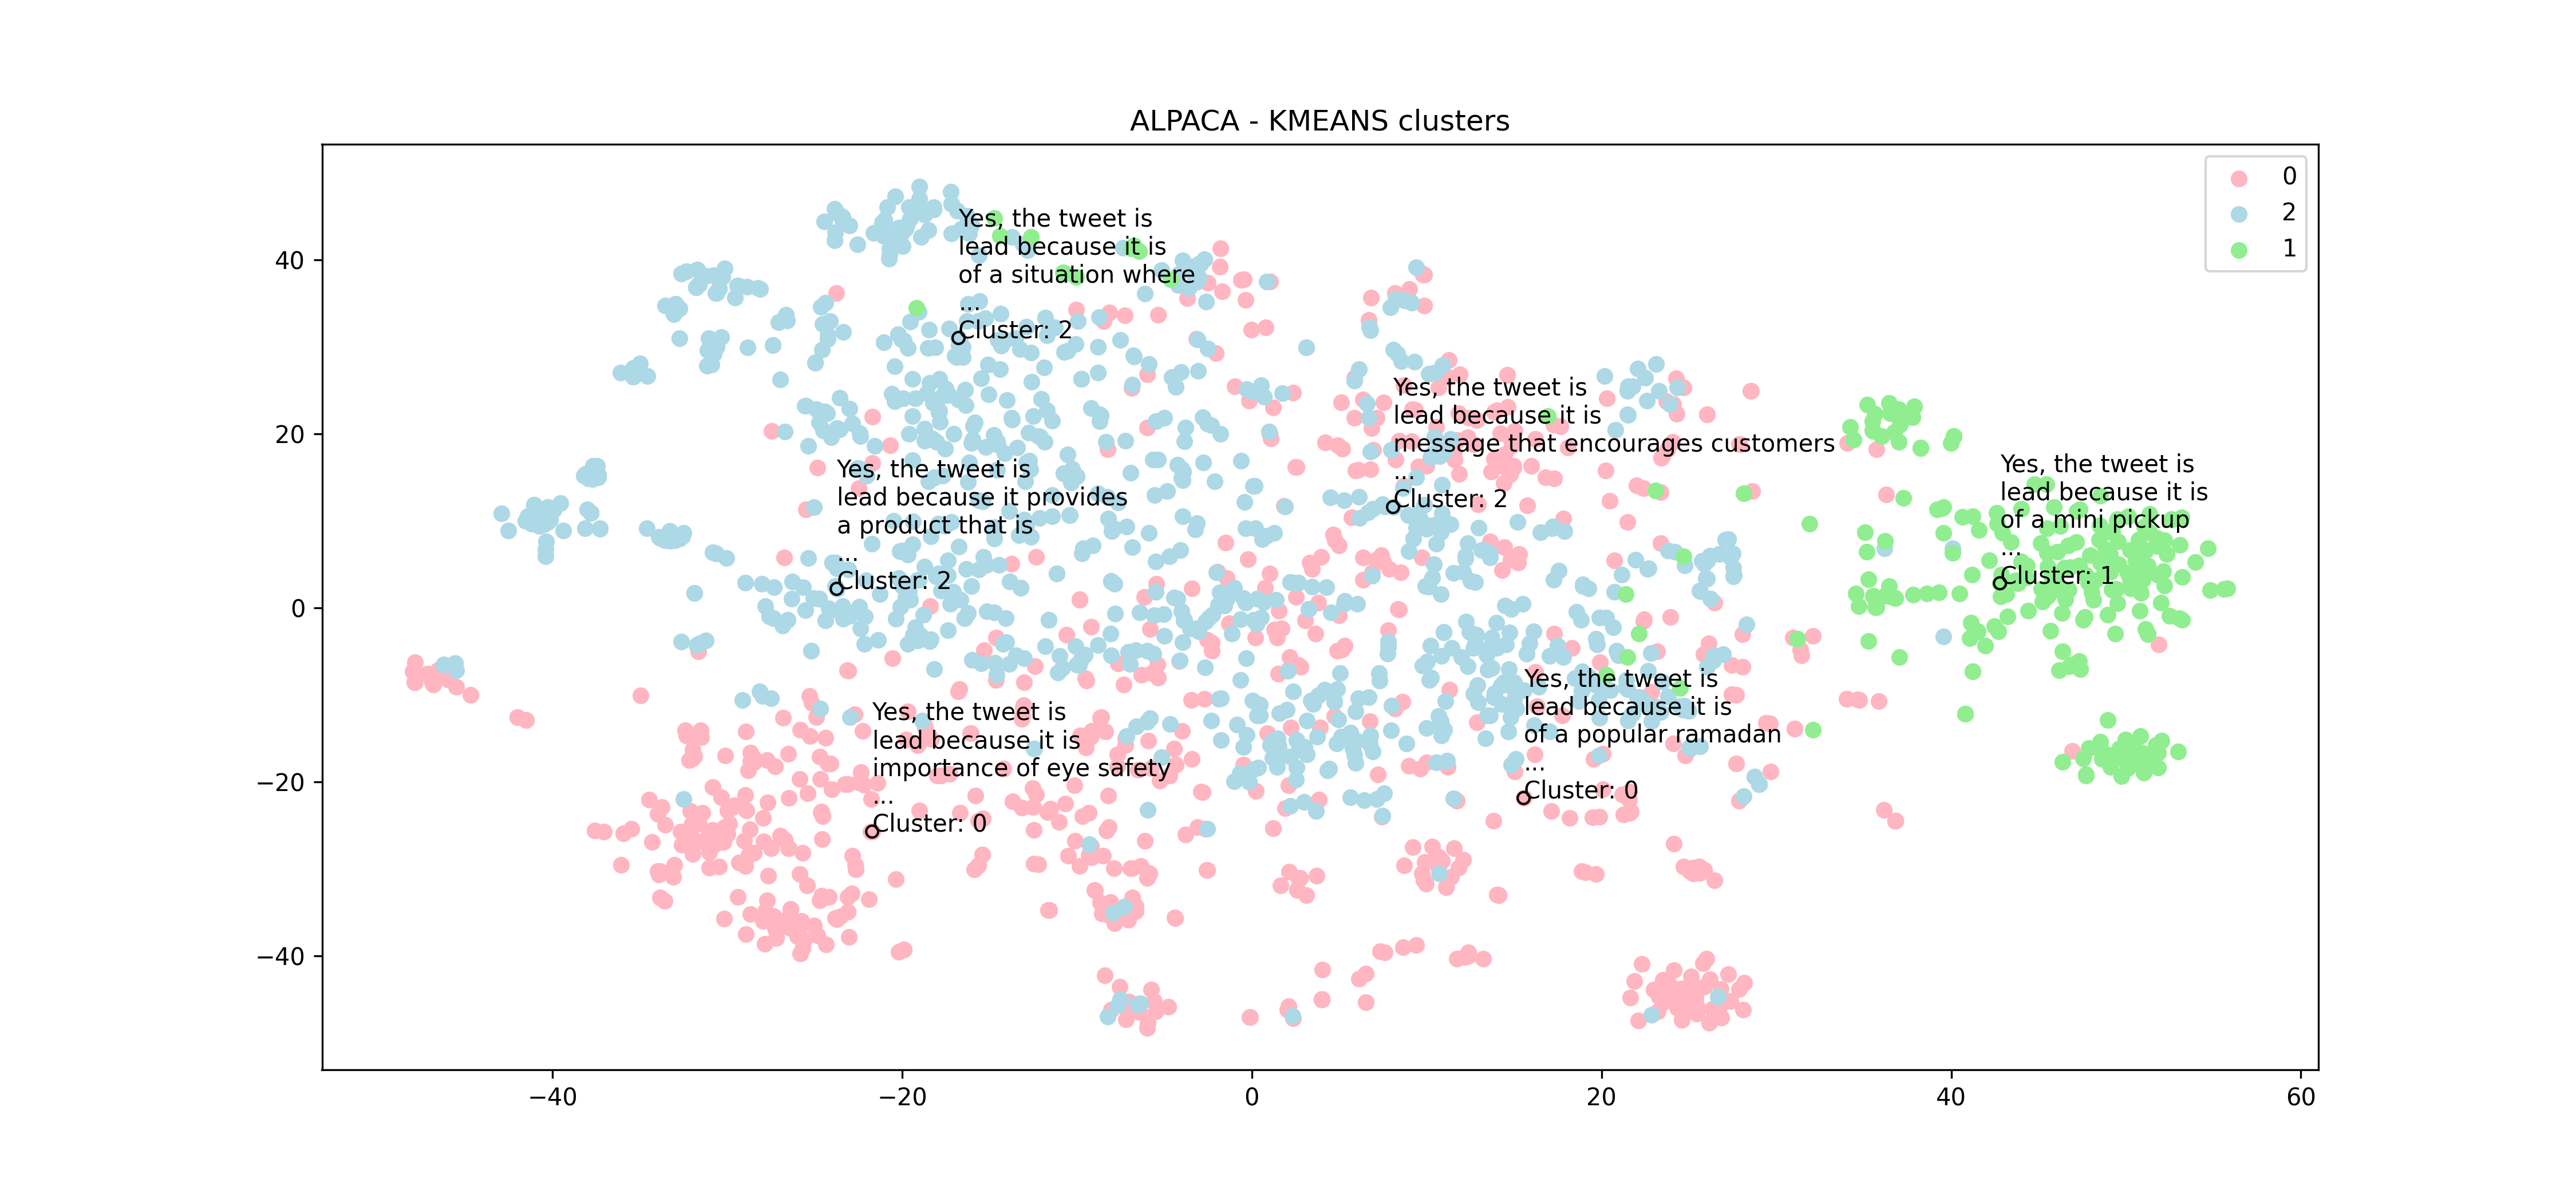 ALPACA - KMEANS clusters
0
2
1
Yes, the tweet is
lead because it is
of a situation where
...
Cluster: 2
Yes, the tweet is
lead because it is
message that encourages customers
...
Cluster: 2
Yes, the tweet is
lead because it provides
a product that is
...
Cluster: 2
Yes, the tweet is
lead because it is
of a mini pickup
...
Cluster: 1
Yes, the tweet is
lead because it is
of a popular ramadan
...
Cluster: 0
Yes, the tweet is
lead because it is
importance of eye safety
...
Cluster: 0
40
20
0
−20
−40
−40
−20
0
20
40
60